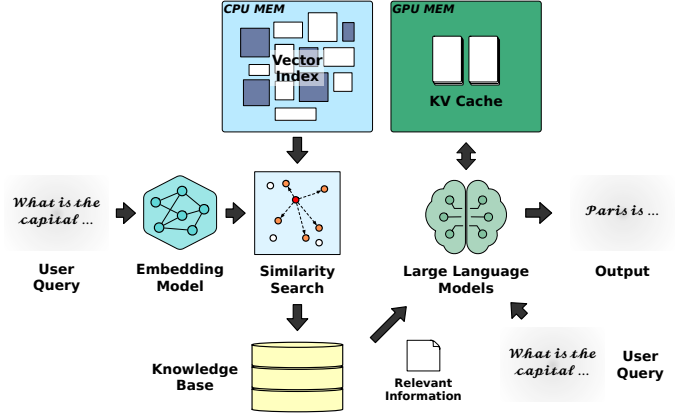 CPU MEM
GPU MEM
Vector
Index
KV Cache
What is the
capital ...
Paris is ...
User
Query
Embedding
Model
Similarity
Search
Large Language
Models
Output
Knowledge
Base
Relevant
Information
What is the
capital ...
User
Query